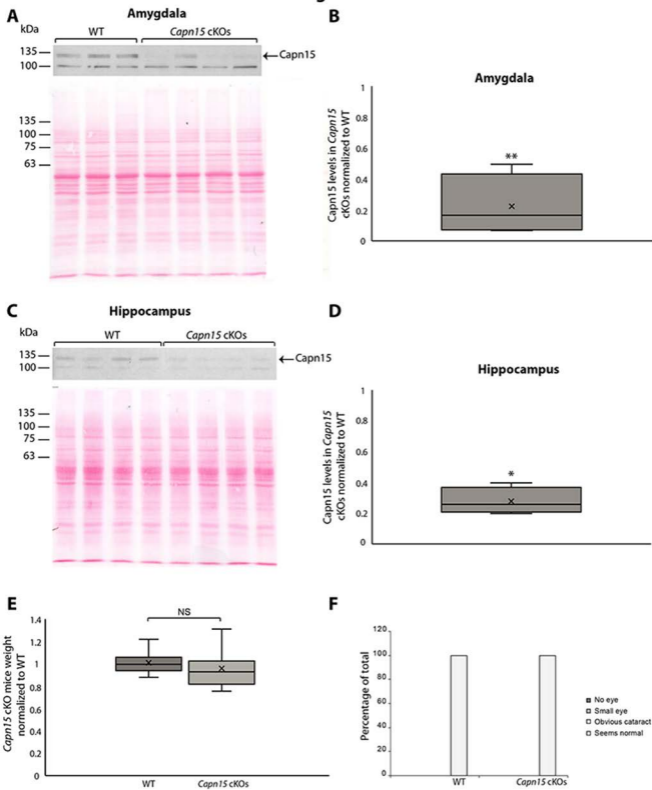 A
Amygdala
kDa
WT
Capn15 cKOs
135
100
Capn15
135
100
75
63
B
Amygdala
Capn15 levels in Capn15
cKOs normalized to WT
1
0.8
0.6
0.4
0.2
0
**
C
Hippocampus
kDa
WT
Capn15 cKOs
135
100
Capn15
135
100
75
63
D
Hippocampus
Capn15 levels in Capn15
cKOs normalized to WT
1
0.8
0.6
0.4
0.2
0
*
E
Capn15 cKO mice weight
normalized to WT
1.4
1.2
1
0.8
0.6
0.4
0.2
0
NS
WT
Capn15 cKOs
F
Percentage of total
120
100
80
60
40
20
0
WT
Capn15 cKOs
No eye
Small eye
Obvious cataract
Seems normal